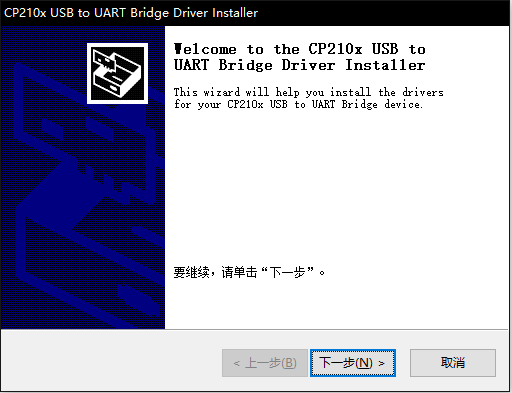 CP210x USB to UART Bridge Driver Installer
Welcome to the CP210x USB to
UART Bridge Driver Installer
This wizard will help you install the drivers
for your CP210x USB to UART Bridge device.
要继续，请单击“下一步”。
< 上一步(B)
下一步(N) >
取消